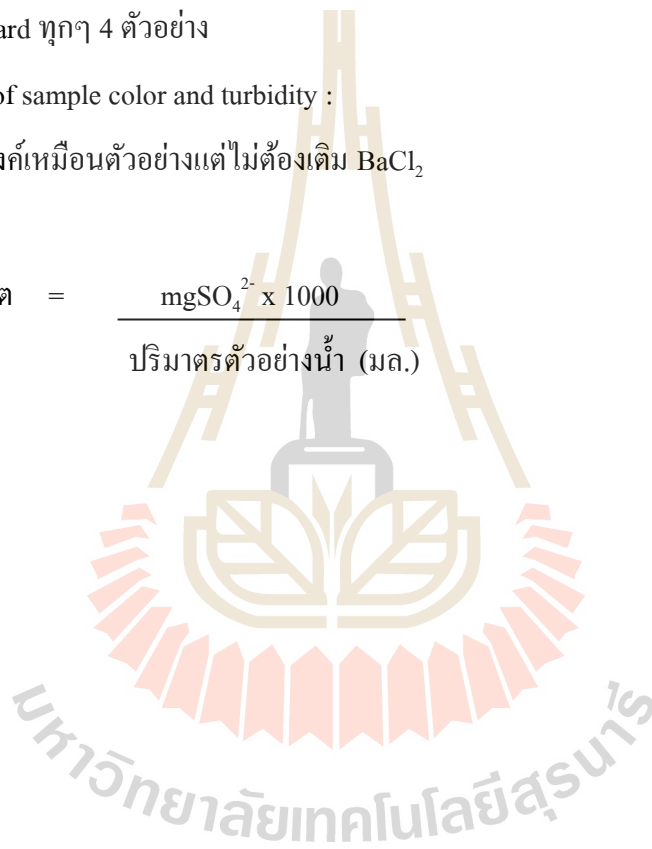 ard ทุกๆ 4 ตัวอย่าง
of sample color and turbidity :
งค์เหมือนตัวอย่างแต่ไม่ต้องเติม BaCl₂
ต = mgSO₄²⁻ x 1000
ปริมาตรตัวอย่างน้ำ (มล.)
มหาวิทยาลัยเทคโนโลยีสุรนารี